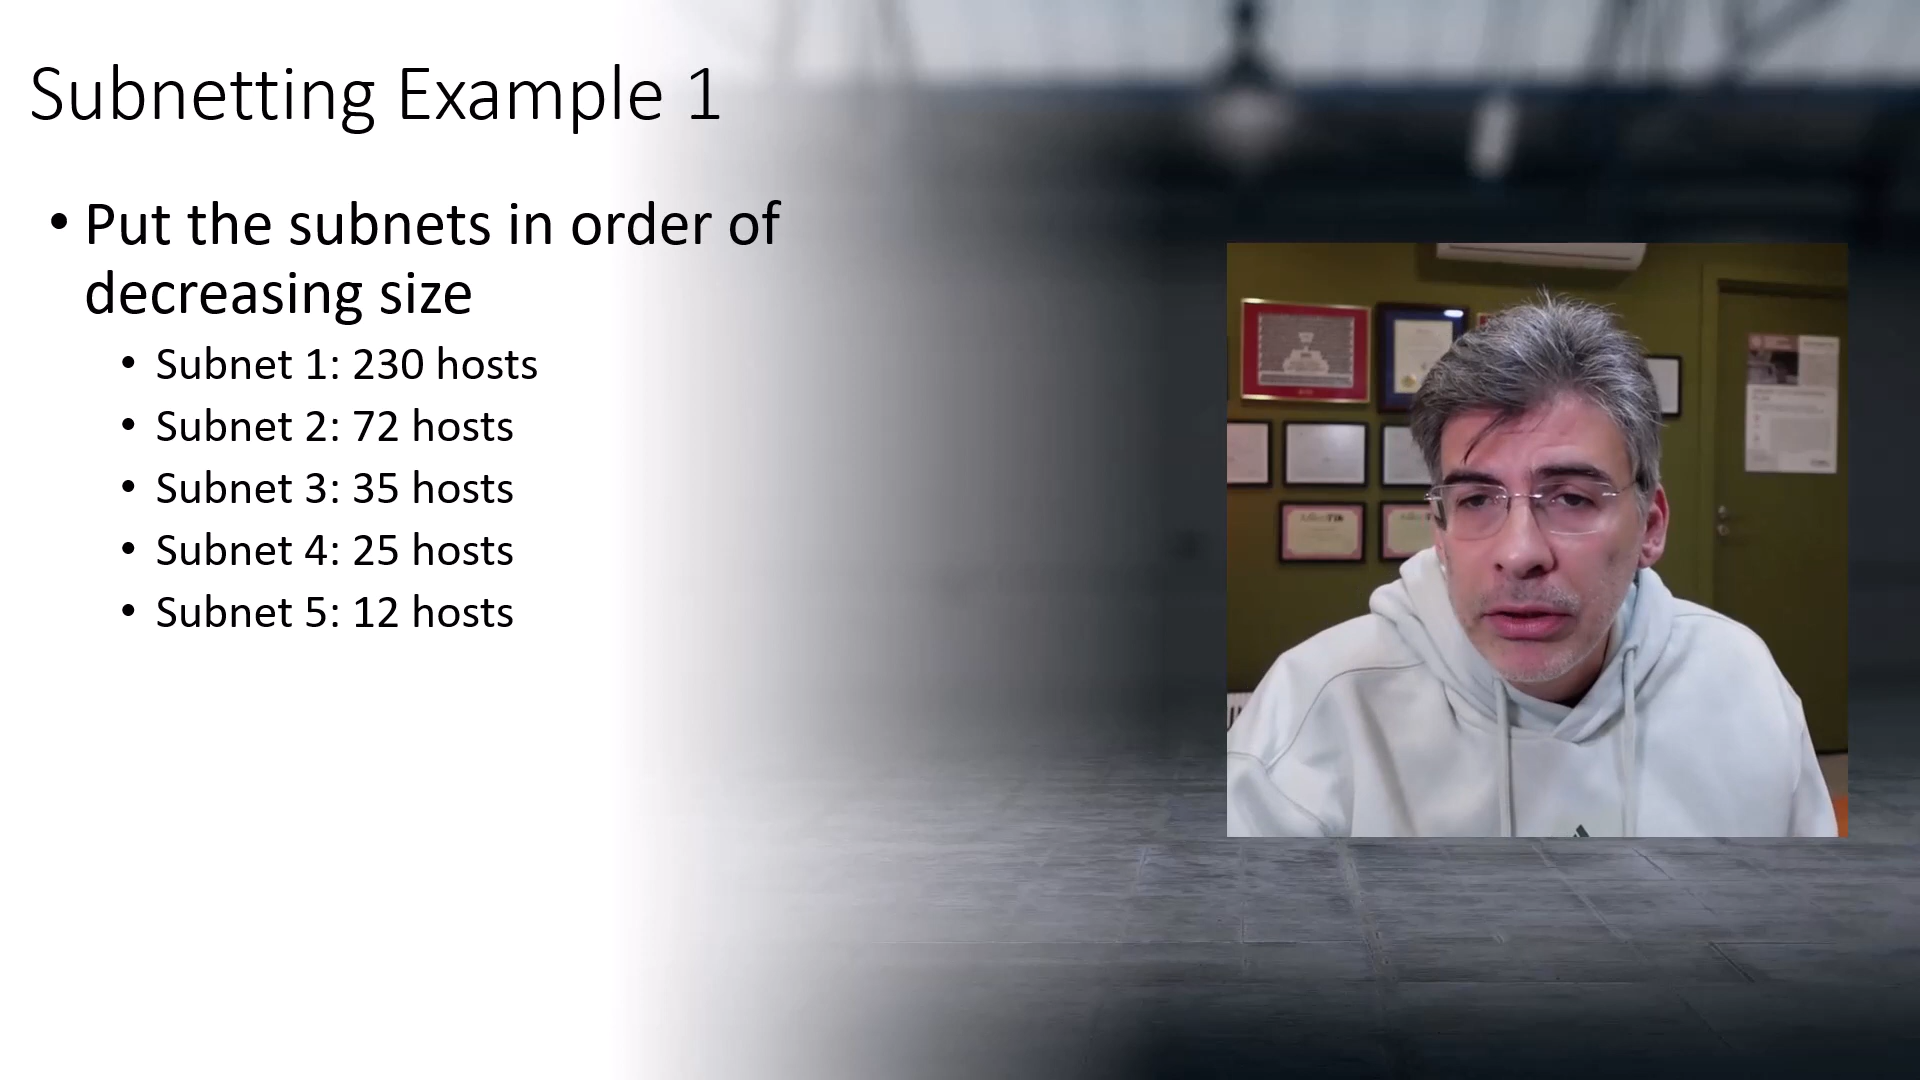 Subnetting Example 1
• Put the subnets in order of
decreasing size
• Subnet 1: 230 hosts
• Subnet 2: 72 hosts
• Subnet 3: 35 hosts
• Subnet 4: 25 hosts
• Subnet 5: 12 hosts